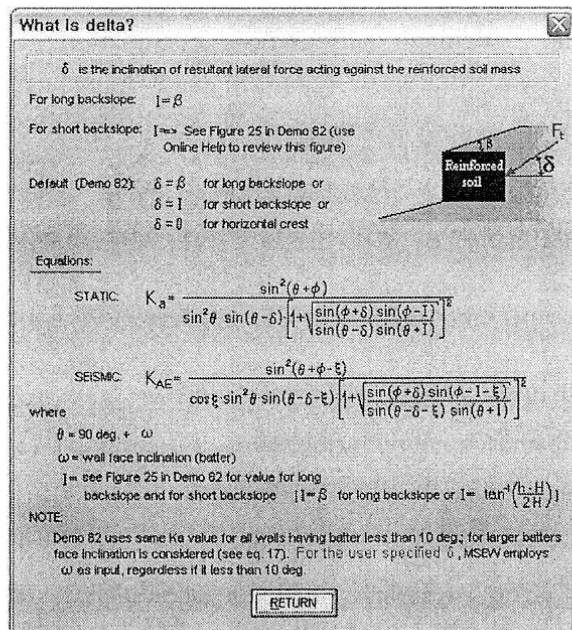 What Is delta?
δ is the inclination of resultant lateral force acting against the reinforced soil mass
For long backslope: I=β
For short backslope: I==> See Figure 25 in Demo 82 (use
Online Help to review this figure)
β
F_t
Reinforced
soil
δ
Default (Demo 82): δ = β for long backslope or
δ = I for short backslope or
δ = 0 for horizontal crest
Equations:
STATIC: K_a = sin²(θ+ϕ) / sin²θ sin(θ-δ)·[1+√(sin(ϕ+δ) sin(ϕ-I) / sin(θ-δ) sin(θ+I))]²
SEISMIC: K_AE = sin²(θ+ϕ-ξ) / cosξ·sin²θ·sin(θ-δ-ξ)·[1+√(sin(ϕ+δ) sin(ϕ-I-ξ) / sin(θ-δ-ξ) sin(θ+I))]²
where
θ = 90 deg. + ω
ω = wall face inclination (batter)
I = see Figure 25 in Demo 82 for value for long
backslope and for short backslope [I=β for long backslope or I= tan⁻¹(h-H/2H)]
NOTE:
Demo 82 uses same Ka value for all walls having batter less than 10 deg.; for larger batters
face inclination is considered (see eq. 17). For the user specified δ, MSEW employs
ω as input, regardless if it less than 10 deg.
RETURN